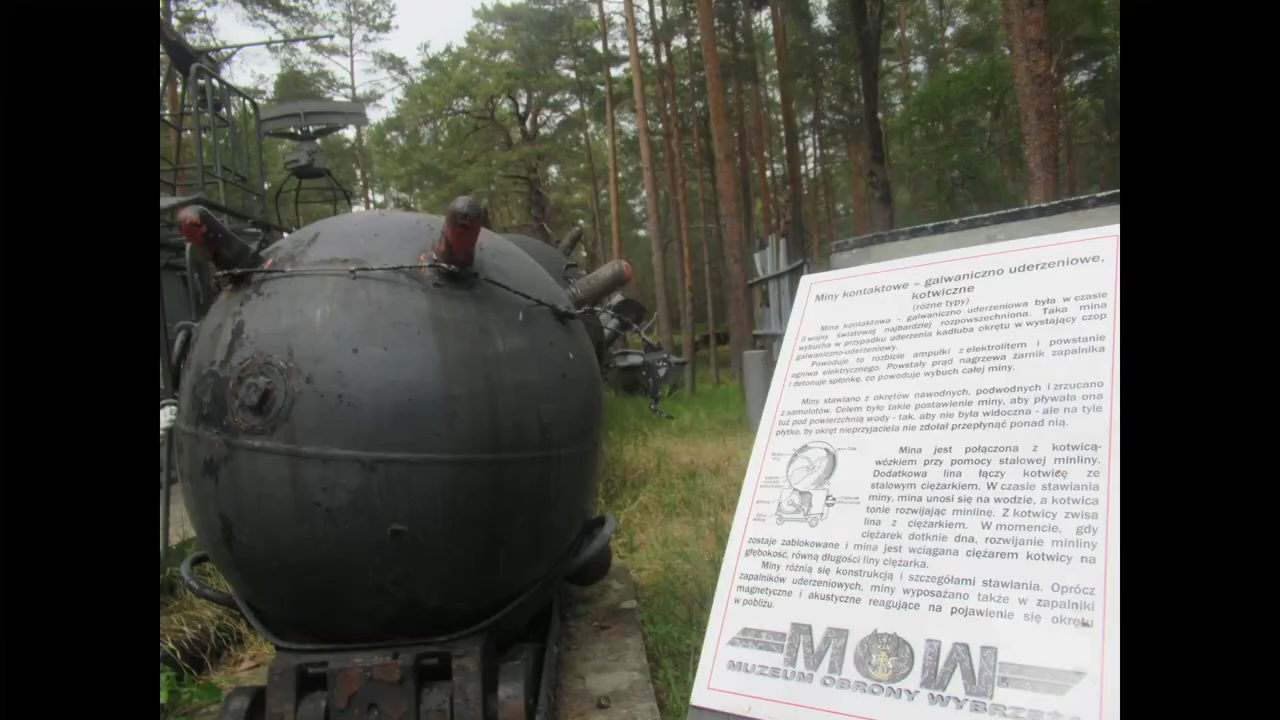 Miny kontaktowe – galwaniczno uderzeniowe,
kotwiczne
(różne typy)
Mina kontaktowa – galwaniczno uderzeniowa była w czasie
II wojny światowej najbardziej rozpowszechniona. Taka mina
wybucha w przypadku uderzenia kadłuba okrętu w wystający czop
galwaniczno-uderzeniowy.
Powoduje to rozbicie ampułki z elektrolitem i powstanie
ogniwa elektrycznego. Powstały prąd nagrzewa żarnik zapalnika
i detonuje spłonkę, co powoduje wybuch całej miny.
Miny stawiano z okrętów nawodnych, podwodnych i zrzucano
z samolotów. Celem było takie postawienie miny, aby pływała ona
tuż pod powierzchnią wody - tak, aby nie była widoczna - ale na tyle
płytko, by okręt nieprzyjaciela nie zdołał przepłynąć ponad nią.
Mina jest połączona z kotwicą-
wózkiem przy pomocy stalowej minliny.
Dodatkowa lina łączy kotwicę ze
stalowym ciężarkiem. W czasie stawiania
miny, mina unosi się na wodzie, a kotwica
tonie rozwijając minlinę. Z kotwicy zwisa
lina z ciężarkiem. W momencie, gdy
ciężarek dotknie dna, rozwijanie minliny
zostaje zablokowane i mina jest wciągana ciężarem kotwicy na
głębokość, równą długości liny ciężarka.
Miny różnią się konstrukcją i szczegółami stawiania. Oprócz
zapalników uderzeniowych, miny wyposażano także w zapalniki
magnetyczne i akustyczne reagujące na pojawienie się okrętu
w pobliżu.
MOW
MUZEUM OBRONY WYBRZEŻ